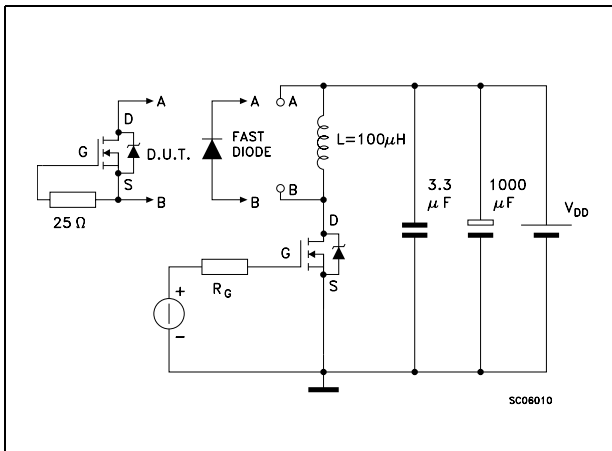 A
A
A
D
G
D.U.T.
FAST
DIODE
L=100µH
S
B
B
B
25 Ω
3.3
µF
1000
µF
VDD
D
G
S
RG
+
-
SC06010